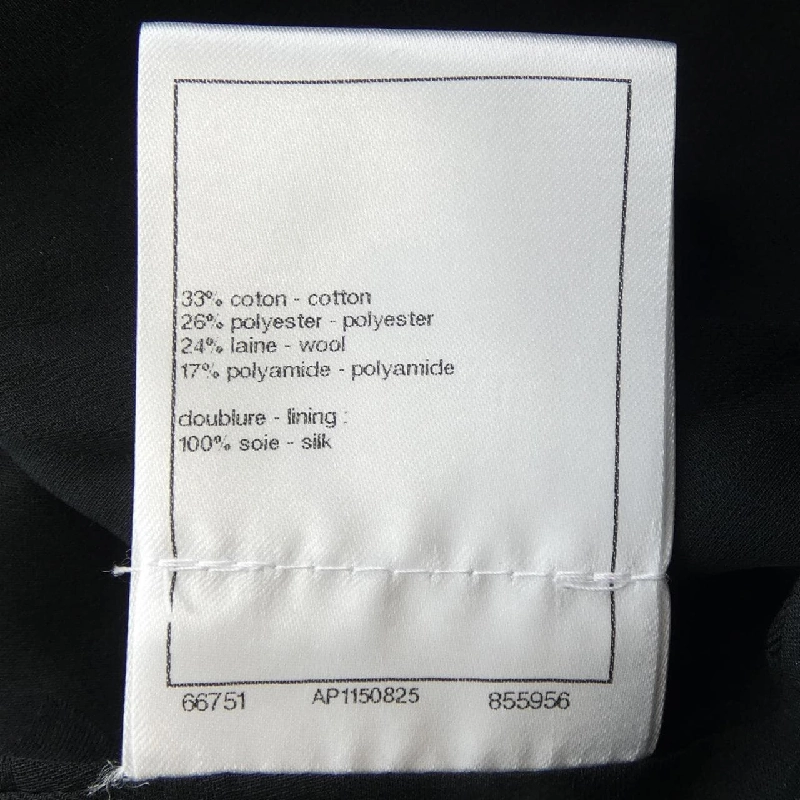 33% coton - cotton
26% polyester - polyester
24% laine - wool
17% polyamide - polyamide
doublure - lining :
100% soie - silk
66751 AP1150825 855956